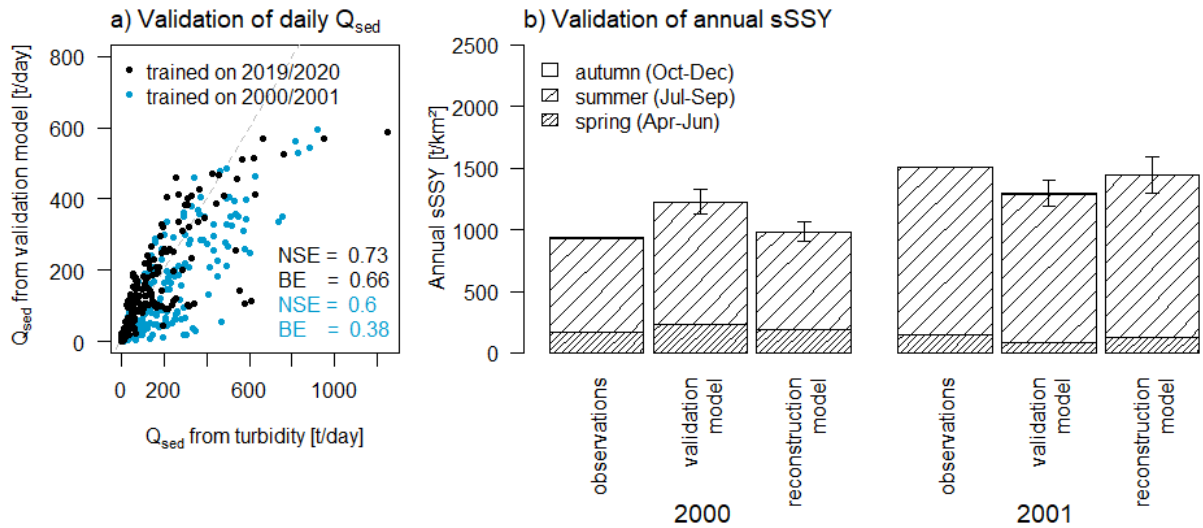 a) Validation of daily Qsed
Qsed from validation model [t/day]
800
600
400
200
0
trained on 2019/2020
trained on 2000/2001
NSE = 0.73
BE = 0.66
NSE = 0.6
BE = 0.38
0 200 600 1000
Qsed from turbidity [t/day]
b) Validation of annual sSSY
Annual sSSY [t/km²]
2500
2000
1500
1000
500
0
autumn (Oct-Dec)
summer (Jul-Sep)
spring (Apr-Jun)
observations
validation
model
reconstruction
model
observations
validation
model
reconstruction
model
2000
2001